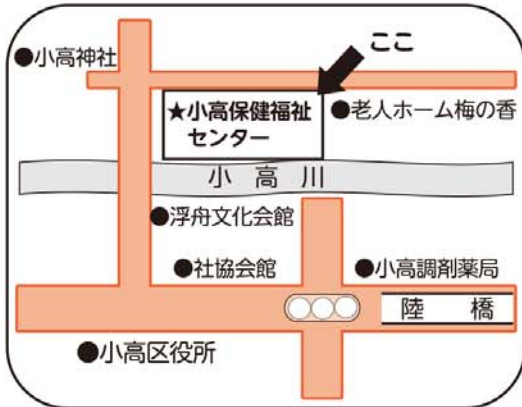 ここ
●小高神社
★小高保健福祉
センター
●老人ホーム梅の香
小高川
●浮舟文化会館
●社協会館
●小高調剤薬局
陸橋
●小高区役所